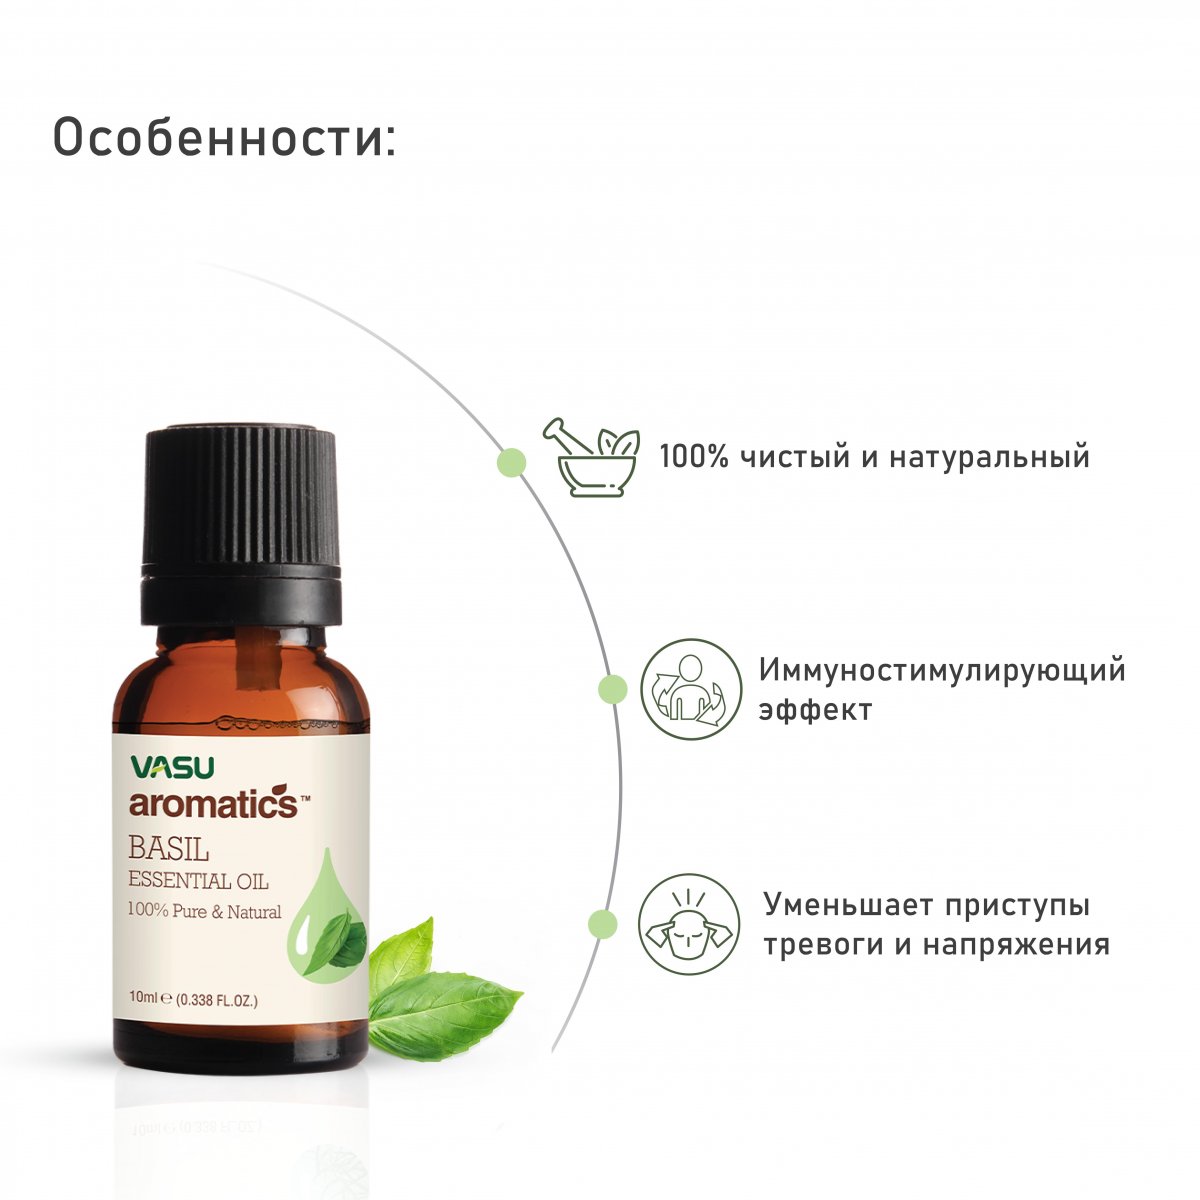 Особенности:
100% чистый и натуральный
Иммуностимулирующий
эффект
Уменьшает приступы
тревоги и напряжения
VASU
aromatics™
BASIL
ESSENTIAL OIL
100% Pure & Natural
10ml ℮ (0.338 FL.OZ.)